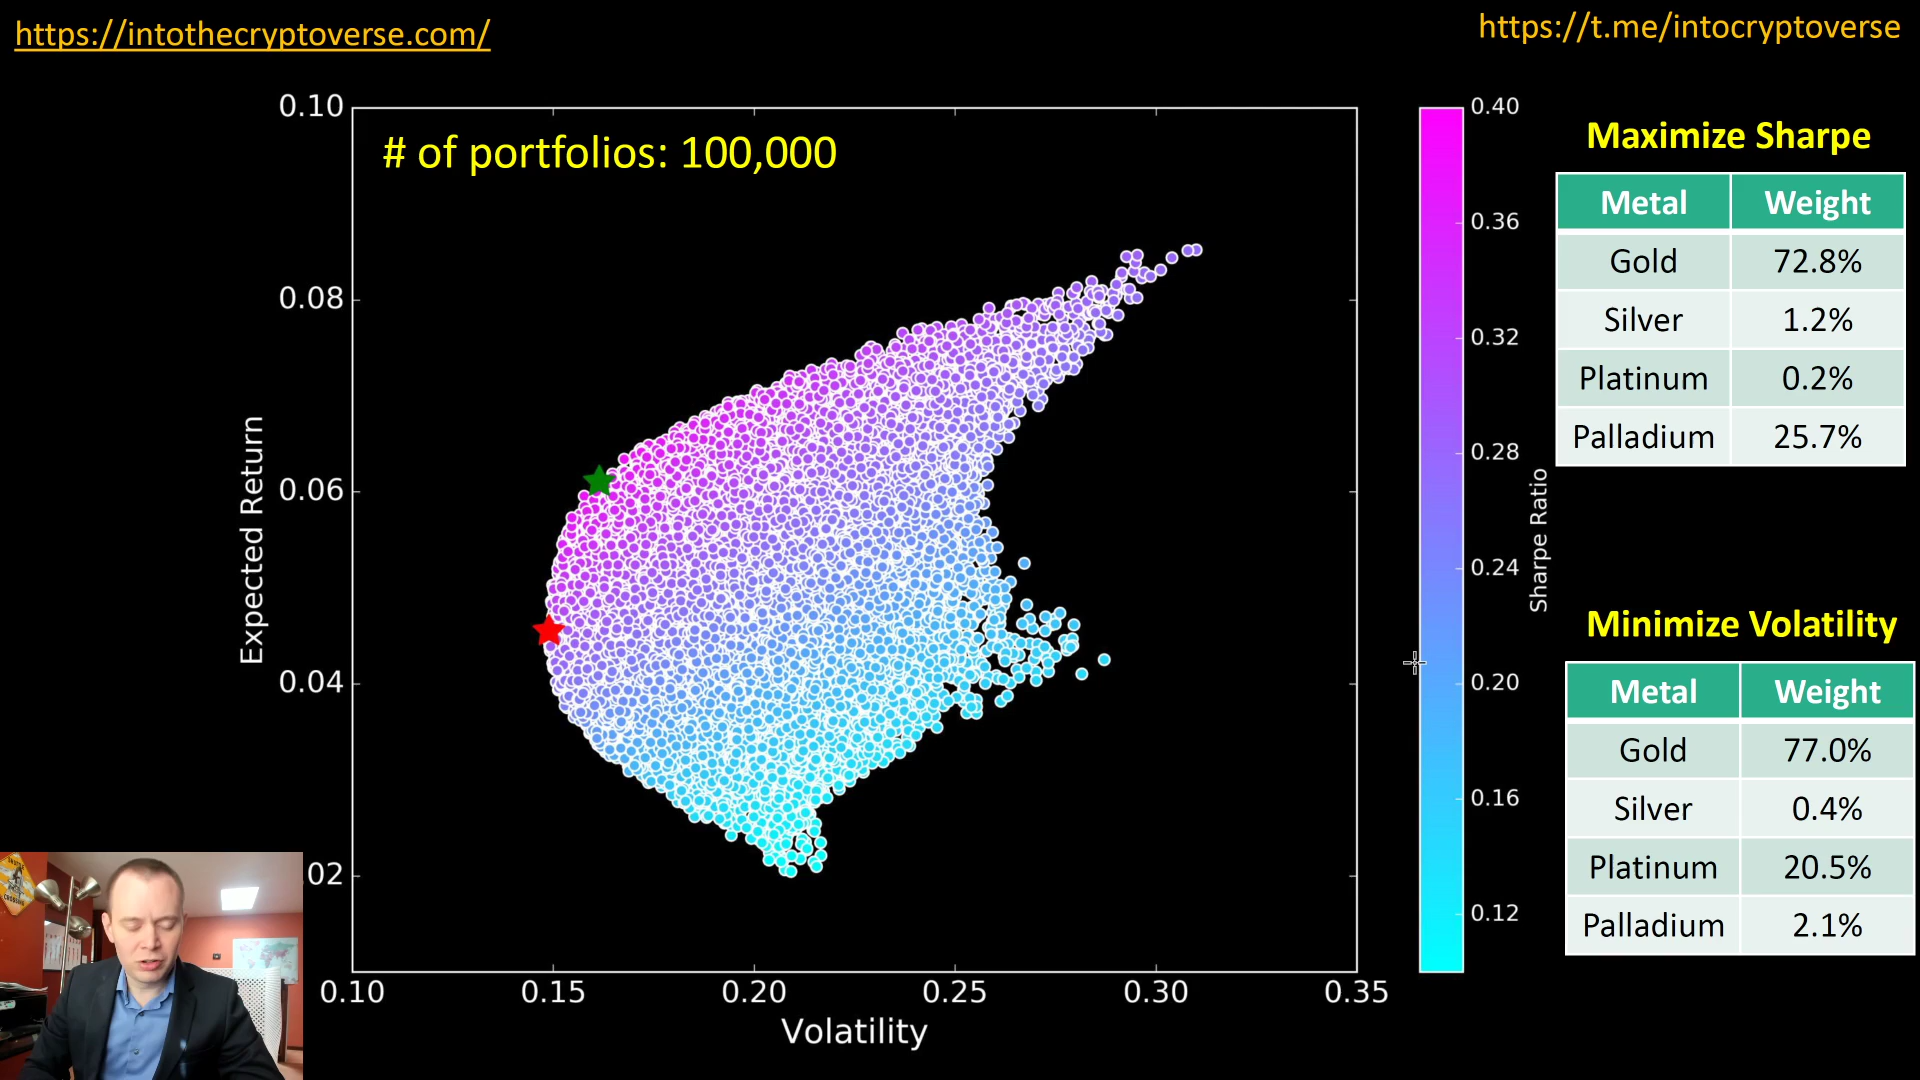 https://intothecryptoverse.com/
https://t.me/intocryptoverse
# of portfolios: 100,000
0.10
0.08
0.06
0.04
02
Expected Return
0.10
0.15
0.20
0.25
0.30
0.35
Volatility
0.40
0.36
0.32
0.28
0.24
0.20
0.16
0.12
Sharpe Ratio
Maximize Sharpe
Metal Weight
Gold 72.8%
Silver 1.2%
Platinum 0.2%
Palladium 25.7%
Minimize Volatility
Metal Weight
Gold 77.0%
Silver 0.4%
Platinum 20.5%
Palladium 2.1%